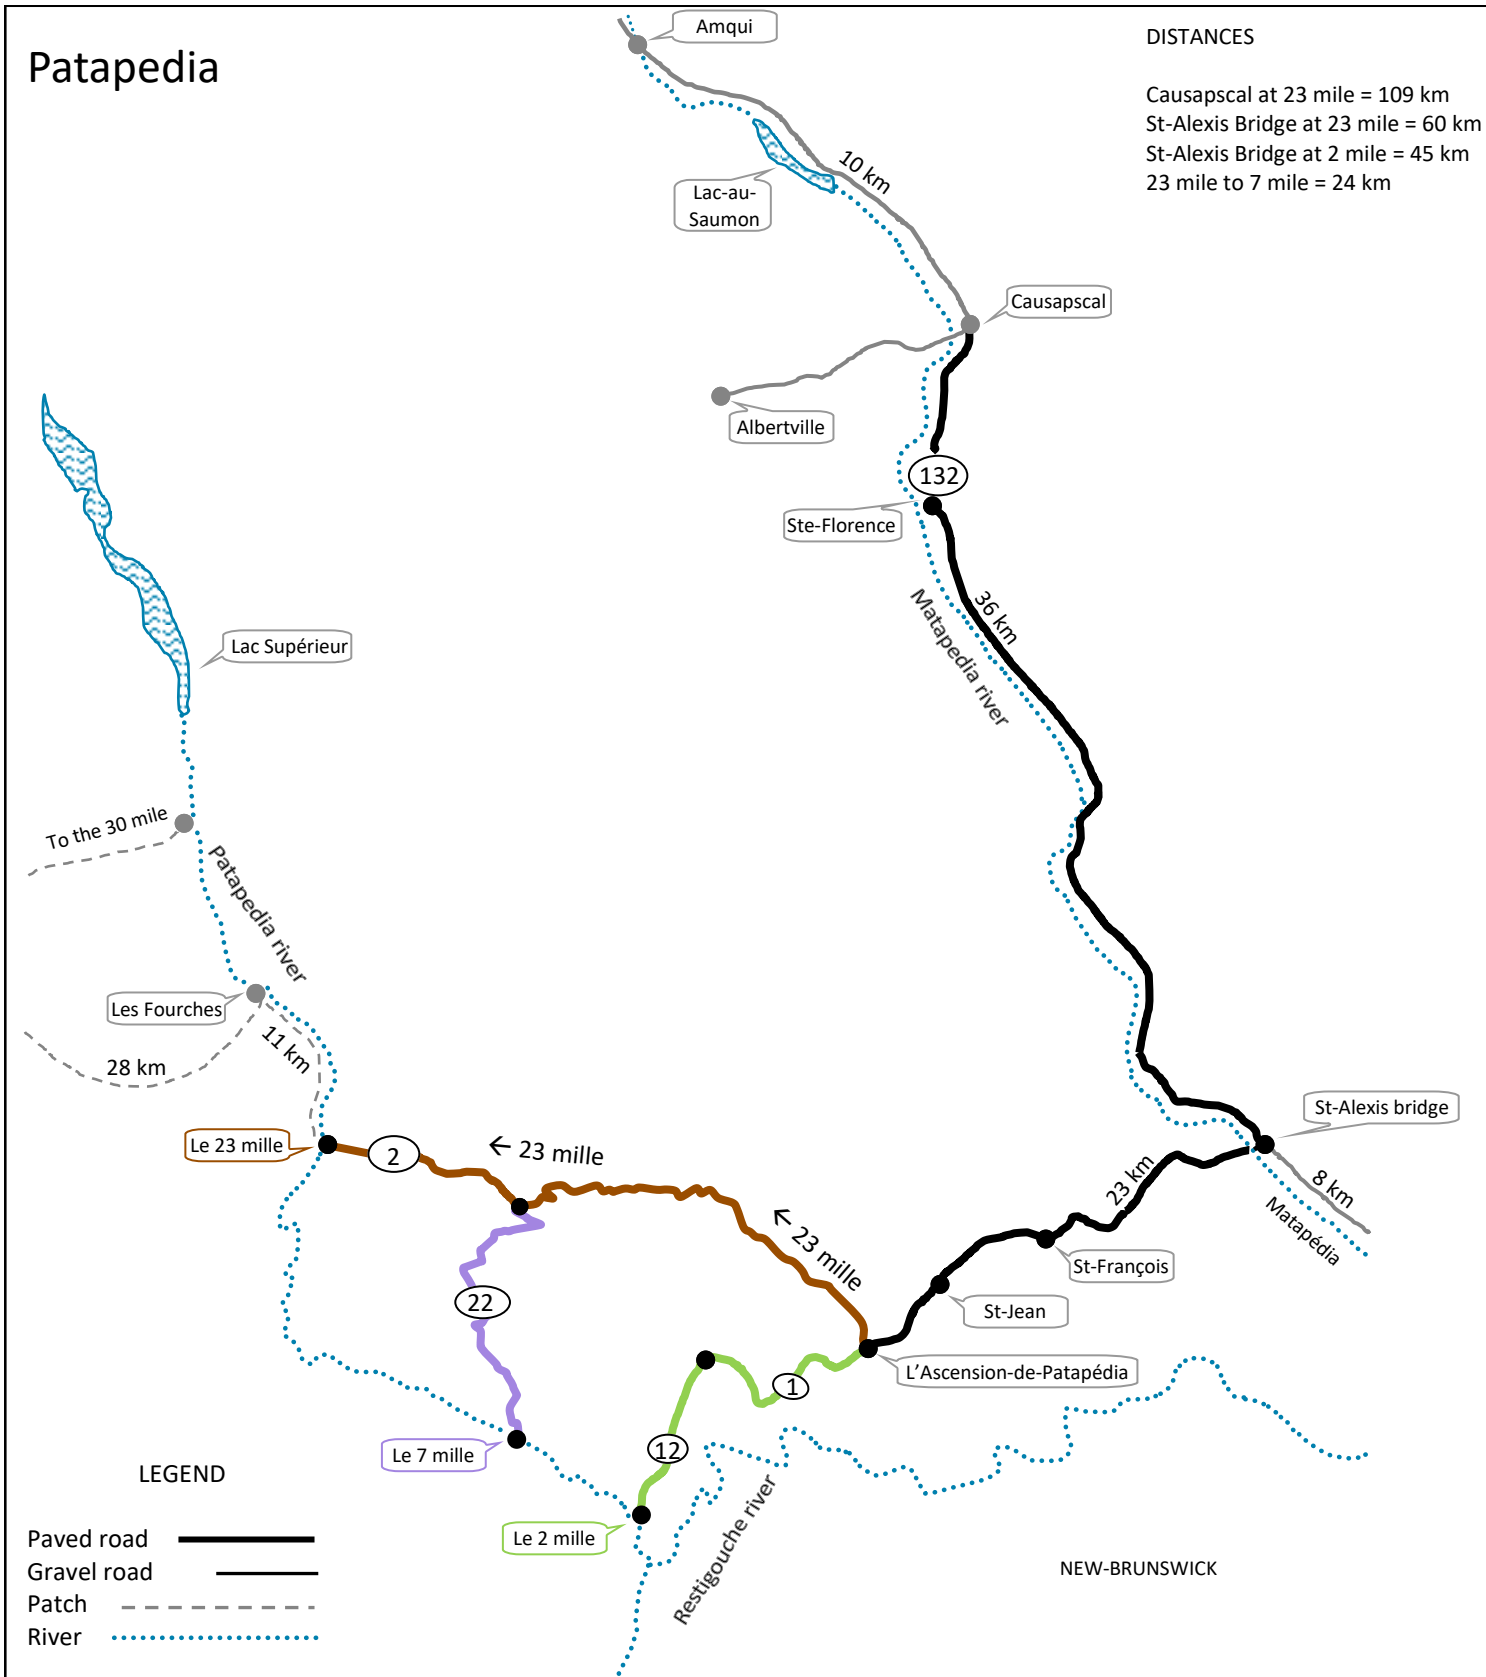 Patapedia
Amqui
DISTANCES
Causapscal at 23 mile = 109 km
St-Alexis Bridge at 23 mile = 60 km
St-Alexis Bridge at 2 mile = 45 km
23 mile to 7 mile = 24 km
10 km
Lac-au-
Saumon
Causapscal
Albertville
132
Ste-Florence
36 km
Matapedia river
Lac Supérieur
To the 30 mile
Patapedia river
Les Fourches
11 km
28 km
St-Alexis bridge
Le 23 mille
2
← 23 mille
23 km
8 km
Matapédia
← 23 mille
St-François
22
St-Jean
L'Ascension-de-Patapédia
1
Le 7 mille
12
LEGEND
Le 2 mille
Restigouche river
NEW-BRUNSWICK
Paved road
Gravel road
Patch
River